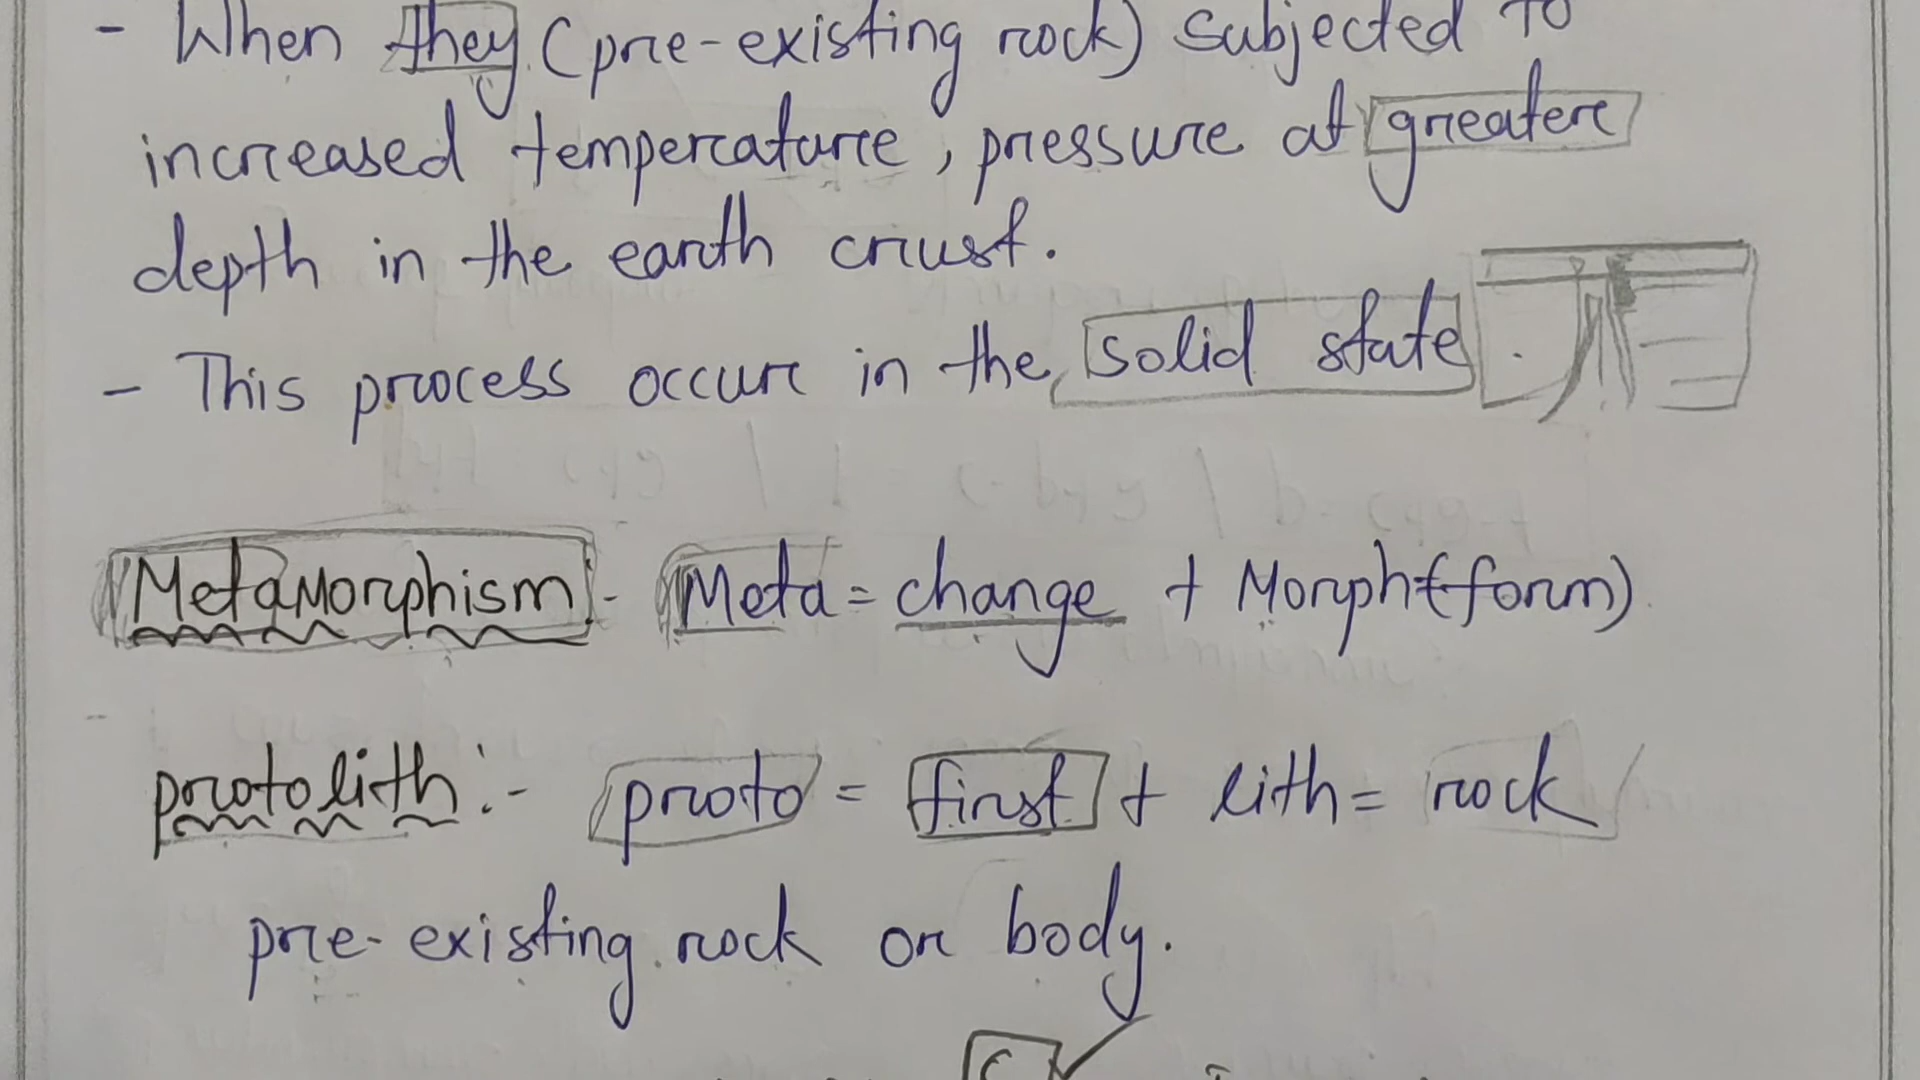 - When they (pre-existing rock) subjected to
increased temperature, pressure at greater
depth in the earth crust.
- This process occur in the solid state.
Metamorphism - Meta = change + Morph (form)
protolith :- proto = first + lith = rock
pre-existing rock or body.